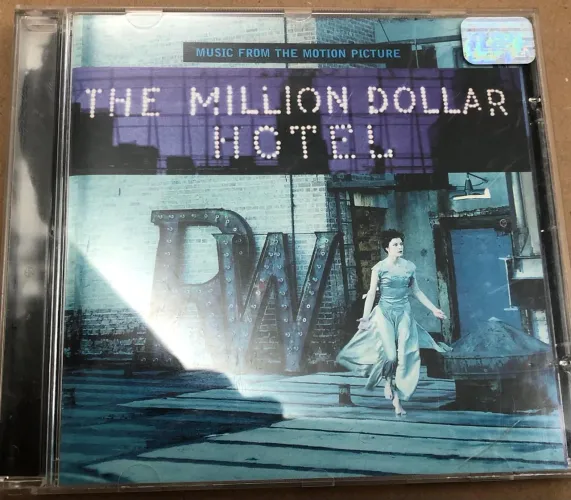 MUSIC FROM THE MOTION PICTURE
THE MILLION DOLLAR
HOTEL